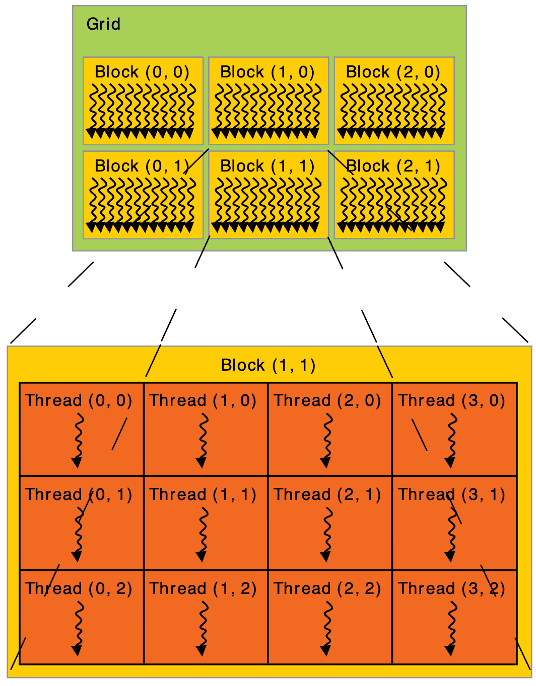 Grid
Block (0, 0) Block (1, 0) Block (2, 0)
Block (0, 1) Block (1, 1) Block (2, 1)
Block (1, 1)
Thread (0, 0) Thread (1, 0) Thread (2, 0) Thread (3, 0)
Thread (0, 1) Thread (1, 1) Thread (2, 1) Thread (3, 1)
Thread (0, 2) Thread (1, 2) Thread (2, 2) Thread (3, 2)